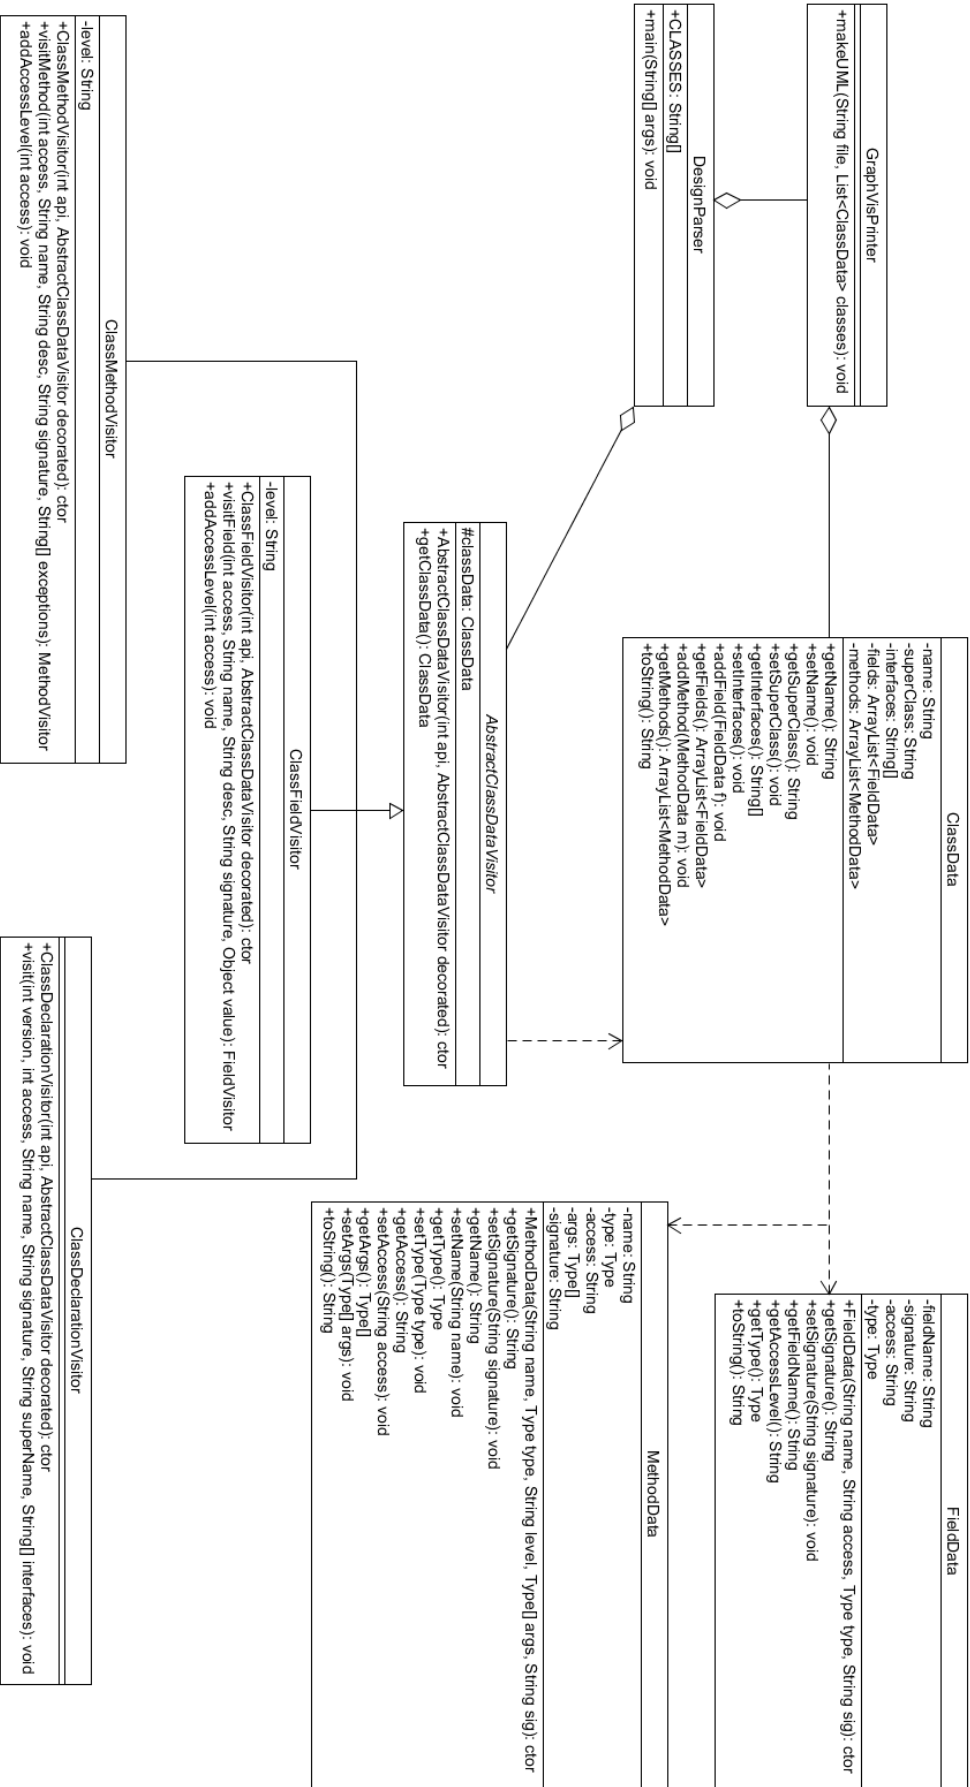 GraphVisPrinter
+makeUML(String file, List<ClassData> classes): void
DesignParser
+CLASSES: String[]
+main(String[] args): void
ClassData
-name: String
-superClass: String
-interfaces: String[]
-fields: ArrayList<FieldData>
-methods: ArrayList<MethodData>
+getName(): String
+setName(): void
+getSuperClass(): String
+setSuperClass(): void
+getInterfaces(): String[]
+setInterfaces(): void
+addField(FieldData f): void
+getFields(): ArrayList<FieldData>
+addMethod(MethodData m): void
+getMethods(): ArrayList<MethodData>
+toString(): String
FieldData
-fieldName: String
-signature: String
-access: String
-type: Type
+FieldData(String name, String access, Type type, String sig): ctor
+getSignature(): String
+setSignature(String signature): void
+getFieldName(): String
+getAccessLevel(): String
+getType(): Type
+toString(): String
MethodData
-name: String
-type: Type
-access: String
-args: Type[]
-signature: String
+MethodData(String name, Type type, String level, Type[] args, String sig): ctor
+getSignature(): String
+setSignature(String signature): void
+getName(): String
+setName(String name): void
+getType(): Type
+setType(Type type): void
+getAccess(): String
+setAccess(String access): void
+getArgs(): Type[]
+setArgs(Type[] args): void
+toString(): String
AbstractClassDataVisitor
#classData: ClassData
+AbstractClassDataVisitor(int api, AbstractClassDataVisitor decorated): ctor
+getClassData(): ClassData
ClassFieldVisitor
-level: String
+ClassFieldVisitor(int api, AbstractClassDataVisitor decorated): ctor
+visitField(int access, String name, String desc, String signature, Object value): FieldVisitor
+addAccessLevel(int access): void
ClassMethodVisitor
-level: String
+ClassMethodVisitor(int api, AbstractClassDataVisitor decorated): ctor
+visitMethod(int access, String name, String desc, String signature, String[] exceptions): MethodVisitor
+addAccessLevel(int access): void
ClassDeclarationVisitor
+ClassDeclarationVisitor(int api, AbstractClassDataVisitor decorated): ctor
+visit(int version, int access, String name, String signature, String superName, String[] interfaces): void